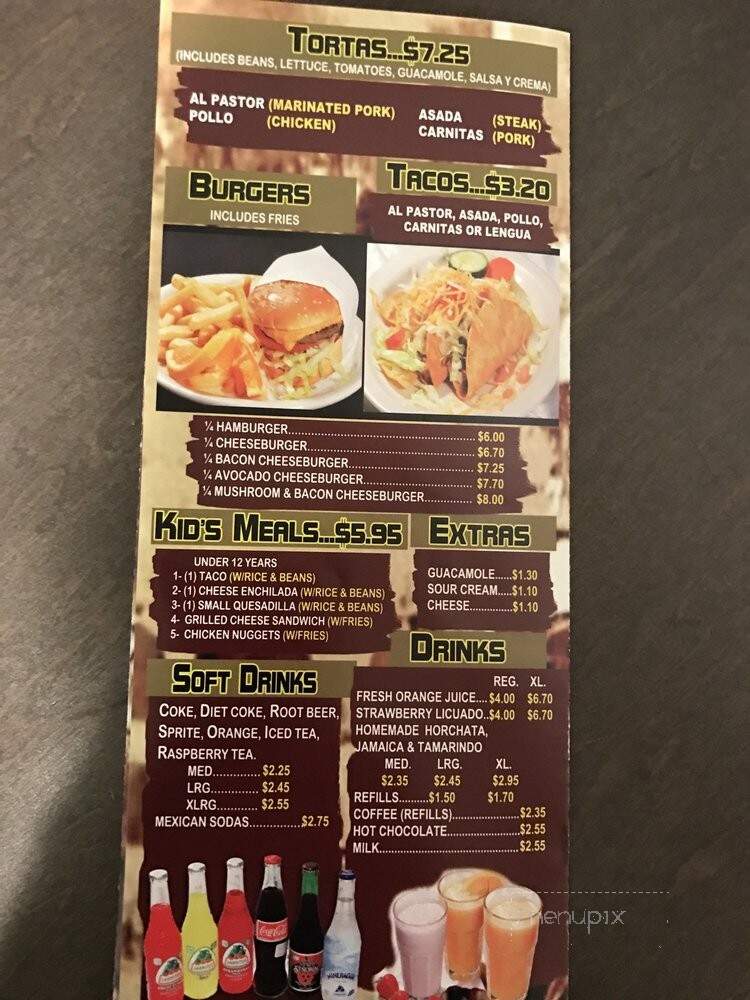 TORTAS...$7.25
(INCLUDES BEANS, LETTUCE, TOMATOES, GUACAMOLE, SALSA Y CREMA)
AL PASTOR (MARINATED PORK)
POLLO (CHICKEN)
ASADA (STEAK)
CARNITAS (PORK)
BURGERS
INCLUDES FRIES
TACOS...$3.20
AL PASTOR, ASADA, POLLO,
CARNITAS OR LENGUA
¼ HAMBURGER.......................................................... $6.00
¼ CHEESEBURGER.................................................... $6.70
¼ BACON CHEESEBURGER........................................ $7.25
¼ AVOCADO CHEESEBURGER................................... $7.70
¼ MUSHROOM & BACON CHEESEBURGER.............. $8.00
KID'S MEALS...$5.95
UNDER 12 YEARS
1- (1) TACO (W/RICE & BEANS)
2- (1) CHEESE ENCHILADA (W/RICE & BEANS)
3- (1) SMALL QUESADILLA (W/RICE & BEANS)
4- GRILLED CHEESE SANDWICH (W/FRIES)
5- CHICKEN NUGGETS (W/FRIES)
EXTRAS
GUACAMOLE.....$1.30
SOUR CREAM.....$1.10
CHEESE..............$1.10
SOFT DRINKS
COKE, DIET COKE, ROOT BEER,
SPRITE, ORANGE, ICED TEA,
RASPBERRY TEA.
MED.............. $2.25
LRG.............. $2.45
XLRG............ $2.55
MEXICAN SODAS...............$2.75
DRINKS
REG. XL.
FRESH ORANGE JUICE....$4.00 $6.70
STRAWBERRY LICUADO..$4.00 $6.70
HOMEMADE HORCHATA,
JAMAICA & TAMARINDO
MED. LRG. XL.
$2.35 $2.45 $2.95
REFILLS.........$1.50 $1.70
COFFEE (REFILLS)....................$2.35
HOT CHOCOLATE.....................$2.55
MILK.........................................$2.55
Coca-Cola
menupix